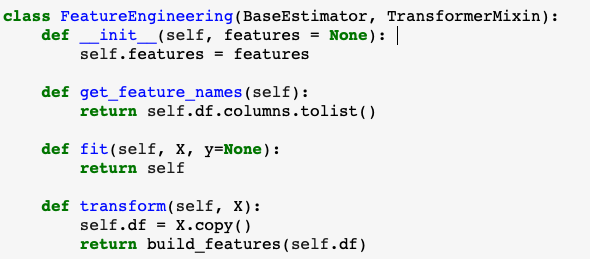 class FeatureEngineering(BaseEstimator, TransformerMixin):
    def __init__(self, features = None):
        self.features = features

    def get_feature_names(self):
        return self.df.columns.tolist()

    def fit(self, X, y=None):
        return self

    def transform(self, X):
        self.df = X.copy()
        return build_features(self.df)